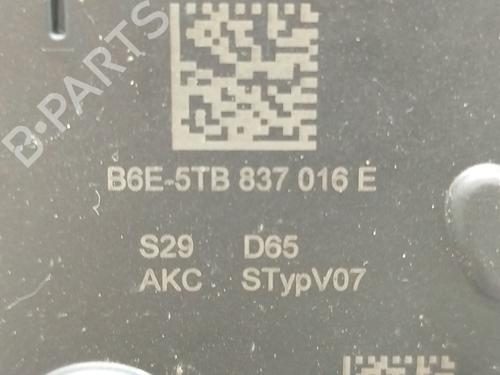 B-PARTS
B6E-5TB 837 016 E
S29 D65
AKC STypV07